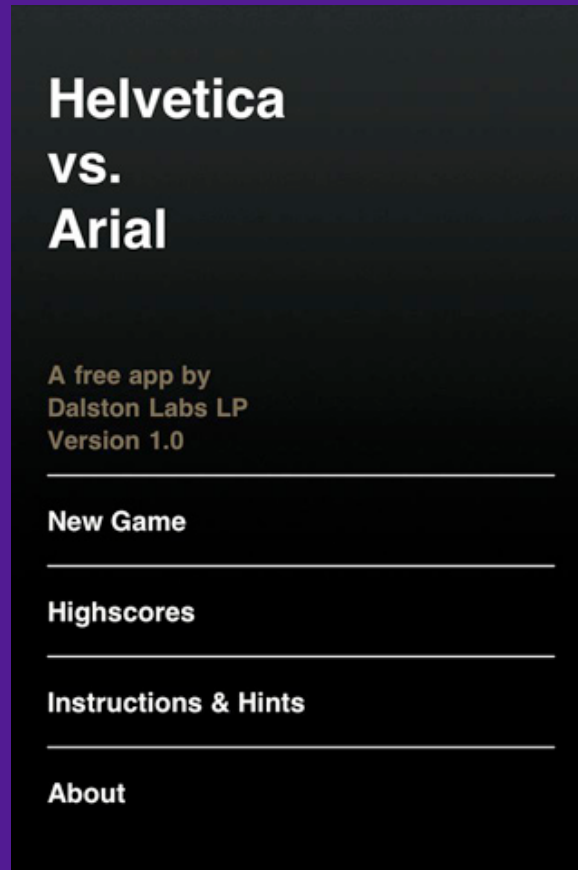 Helvetica
vs.
Arial
A free app by
Dalston Labs LP
Version 1.0
New Game
Highscores
Instructions & Hints
About